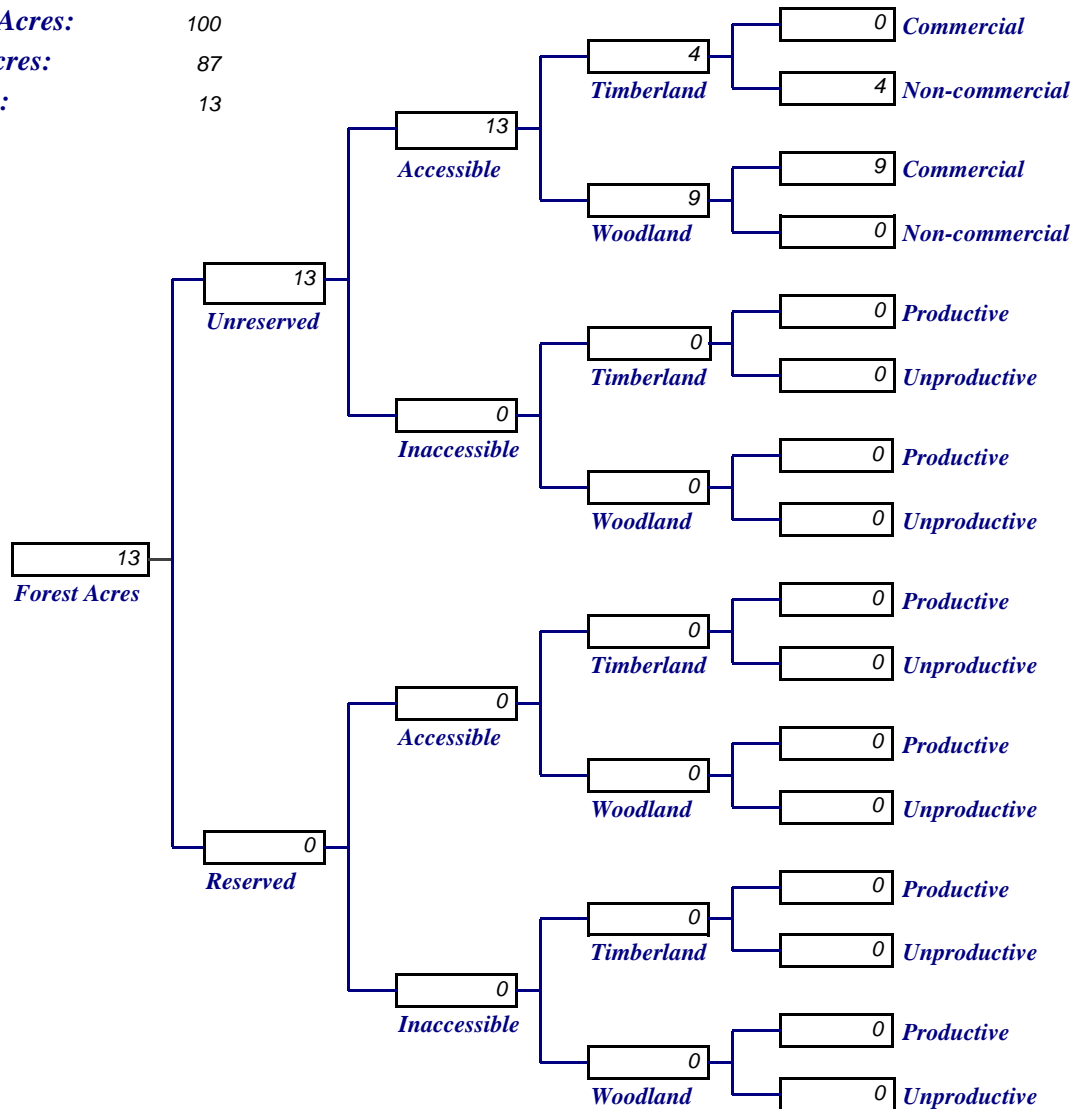 Acres: 100
cres: 87
: 13
0 Commercial
4 Timberland
4 Non-commercial
13 Accessible
9 Commercial
9 Woodland
0 Non-commercial
13 Unreserved
0 Productive
0 Timberland
0 Unproductive
0 Inaccessible
0 Productive
0 Woodland
0 Unproductive
13 Forest Acres
0 Productive
0 Timberland
0 Unproductive
0 Accessible
0 Productive
0 Woodland
0 Unproductive
0 Reserved
0 Productive
0 Timberland
0 Unproductive
0 Inaccessible
0 Productive
0 Woodland
0 Unproductive